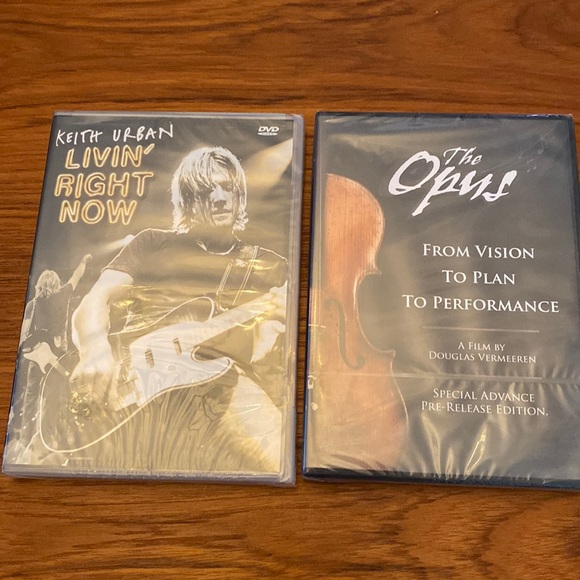 KEITH URBAN
LIVIN'
RIGHT
NOW
DVD
The
Opus
FROM VISION
TO PLAN
TO PERFORMANCE
A FILM BY
DOUGLAS VERMEEREN
SPECIAL ADVANCE
PRE-RELEASE EDITION.